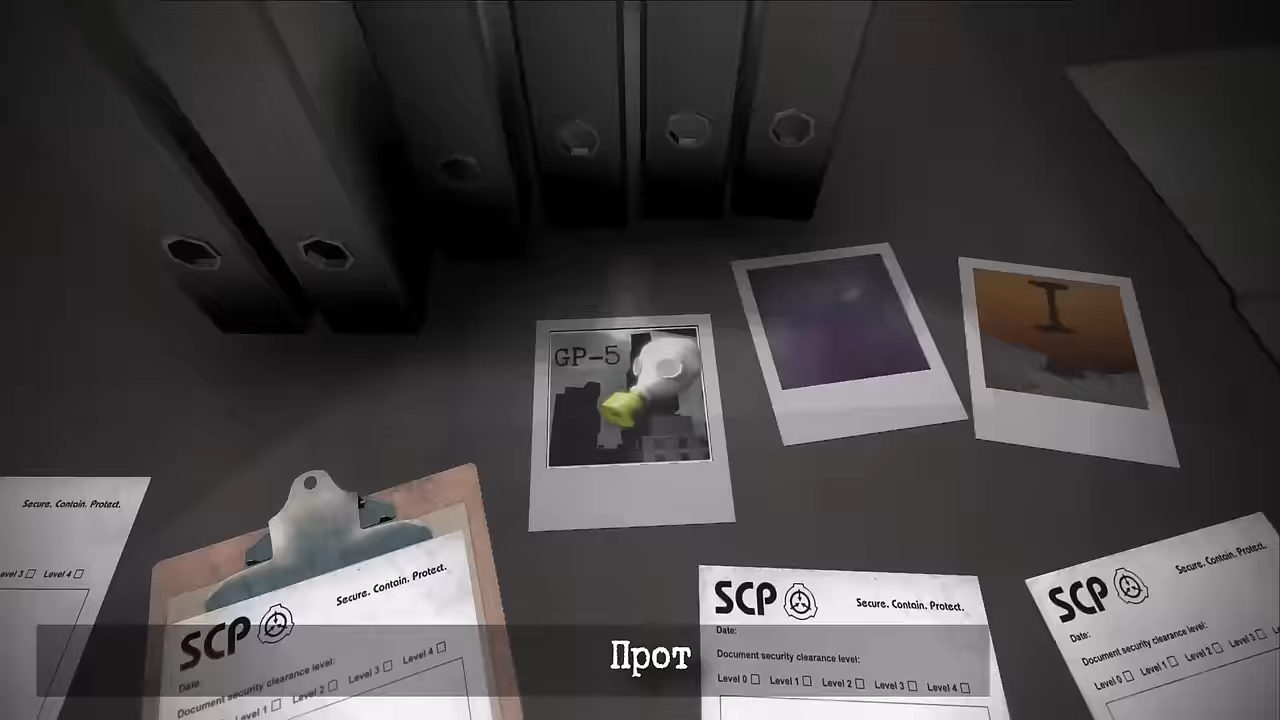 GP-5
I
Secure. Contain. Protect.
Level 3 Level 4
SCP Secure. Contain. Protect.
Date:
Document security clearance level:
Level 1 Level 2 Level 3 Level 4
SCP Secure. Contain. Protect.
Date:
Document security clearance level:
Level 0 Level 1 Level 2 Level 3 Level 4
SCP Secure. Contain. Protect.
Date:
Document security clearance level:
Level 0 Level 1 Level 2 Level 3
Прот